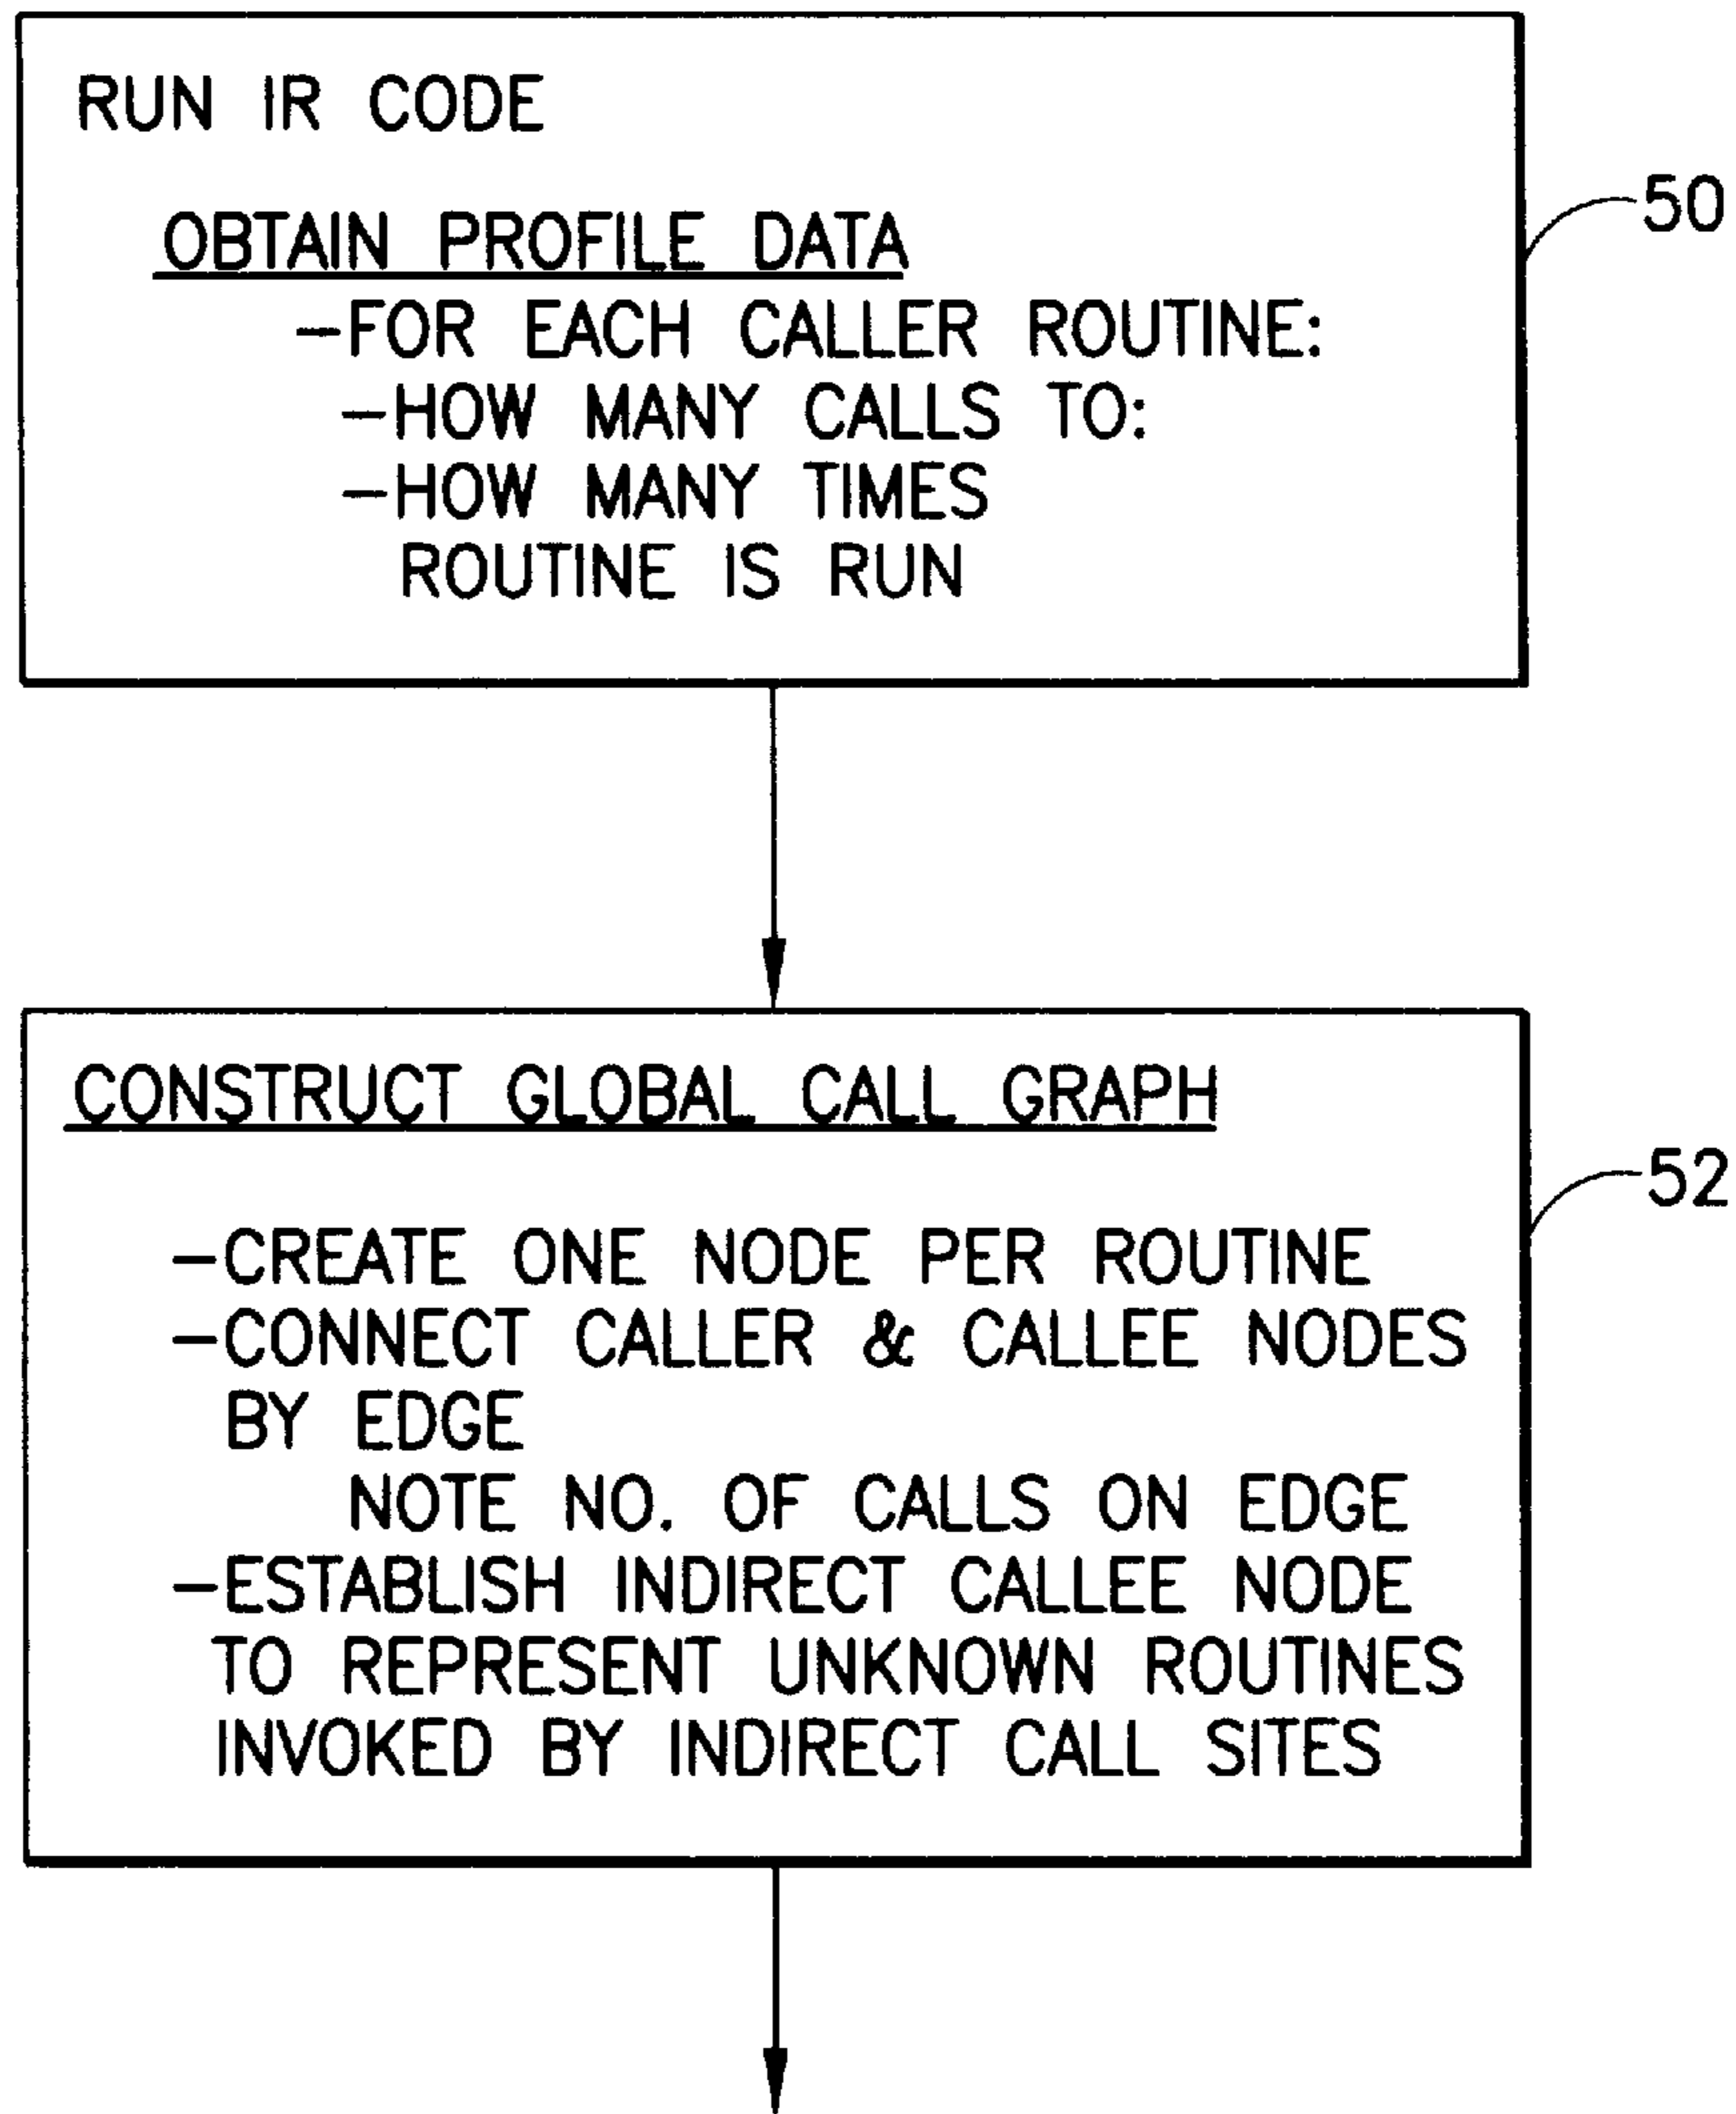 RUN IR CODE
OBTAIN PROFILE DATA
-FOR EACH CALLER ROUTINE:
-HOW MANY CALLS TO:
-HOW MANY TIMES
ROUTINE IS RUN
50
CONSTRUCT GLOBAL CALL GRAPH
52
-CREATE ONE NODE PER ROUTINE
-CONNECT CALLER & CALLEE NODES
BY EDGE
NOTE NO. OF CALLS ON EDGE
-ESTABLISH INDIRECT CALLEE NODE
TO REPRESENT UNKNOWN ROUTINES
INVOKED BY INDIRECT CALL SITES